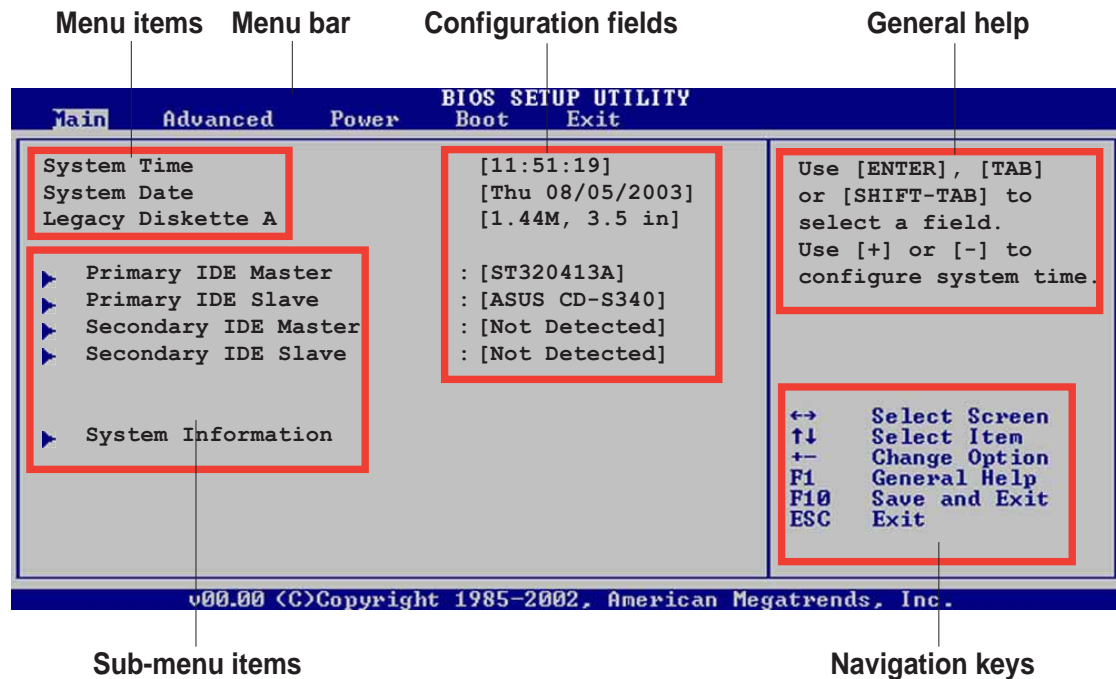 Menu items Menu bar Configuration fields General help
BIOS SETUP UTILITY
Main Advanced Power Boot Exit
System Time [11:51:19]
System Date [Thu 08/05/2003]
Legacy Diskette A [1.44M, 3.5 in]
Primary IDE Master : [ST320413A]
Primary IDE Slave : [ASUS CD-S340]
Secondary IDE Master : [Not Detected]
Secondary IDE Slave : [Not Detected]
System Information
Use [ENTER], [TAB]
or [SHIFT-TAB] to
select a field.
Use [+] or [-] to
configure system time.
←→ Select Screen
↑↓ Select Item
+- Change Option
F1 General Help
F10 Save and Exit
ESC Exit
v00.00 (C)Copyright 1985-2002, American Megatrends, Inc.
Sub-menu items Navigation keys